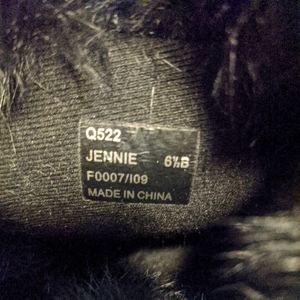 Q522
JENNIE 6½B
F0007/I09
MADE IN CHINA